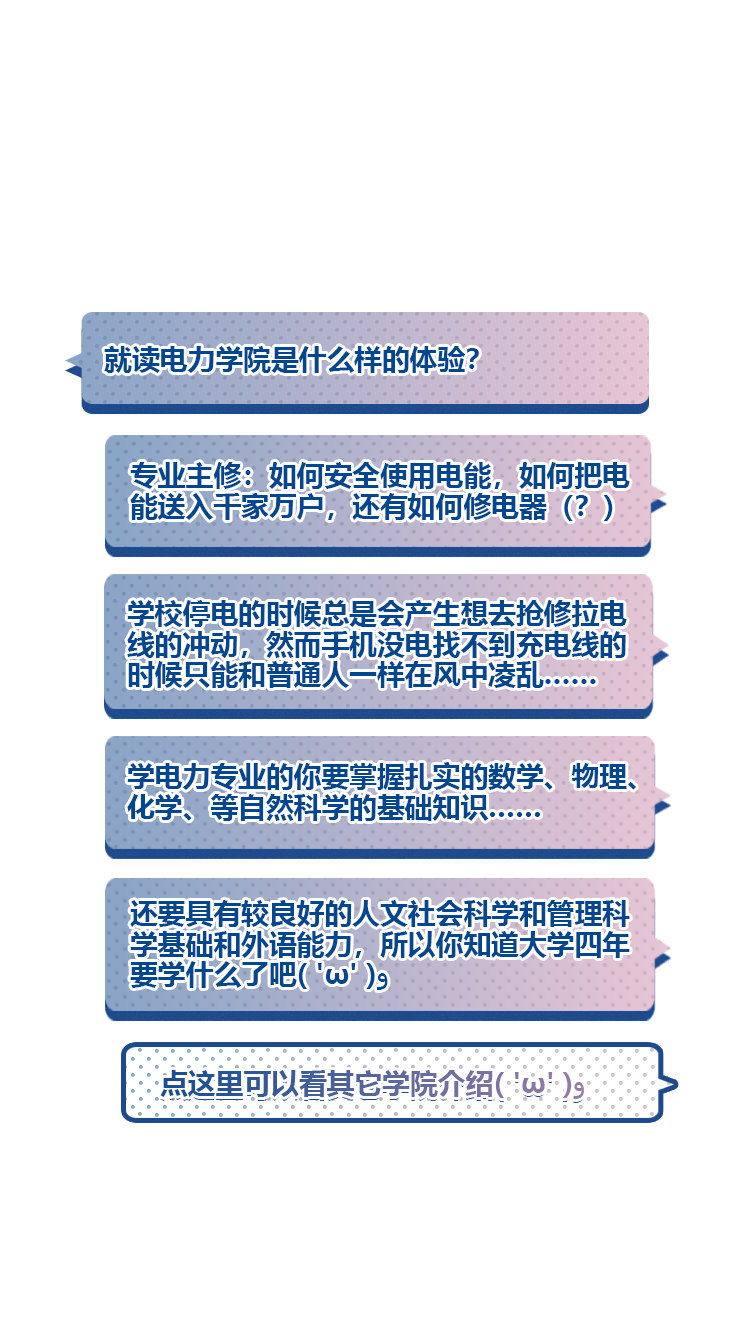 就读电力学院是什么样的体验？
专业主修：如何安全使用电能，如何把电
能送入千家万户，还有如何修电器（？）
学校停电的时候总是会产生想去抢修拉电
线的冲动，然而手机没电找不到充电线的
时候只能和普通人一样在风中凌乱……
学电力专业的你要掌握扎实的数学、物理、
化学、等自然科学的基础知识……
还要具有较良好的人文社会科学和管理科
学基础和外语能力，所以你知道大学四年
要学什么了吧( 'ω' )و
点这里可以看其它学院介绍( 'ω' )و